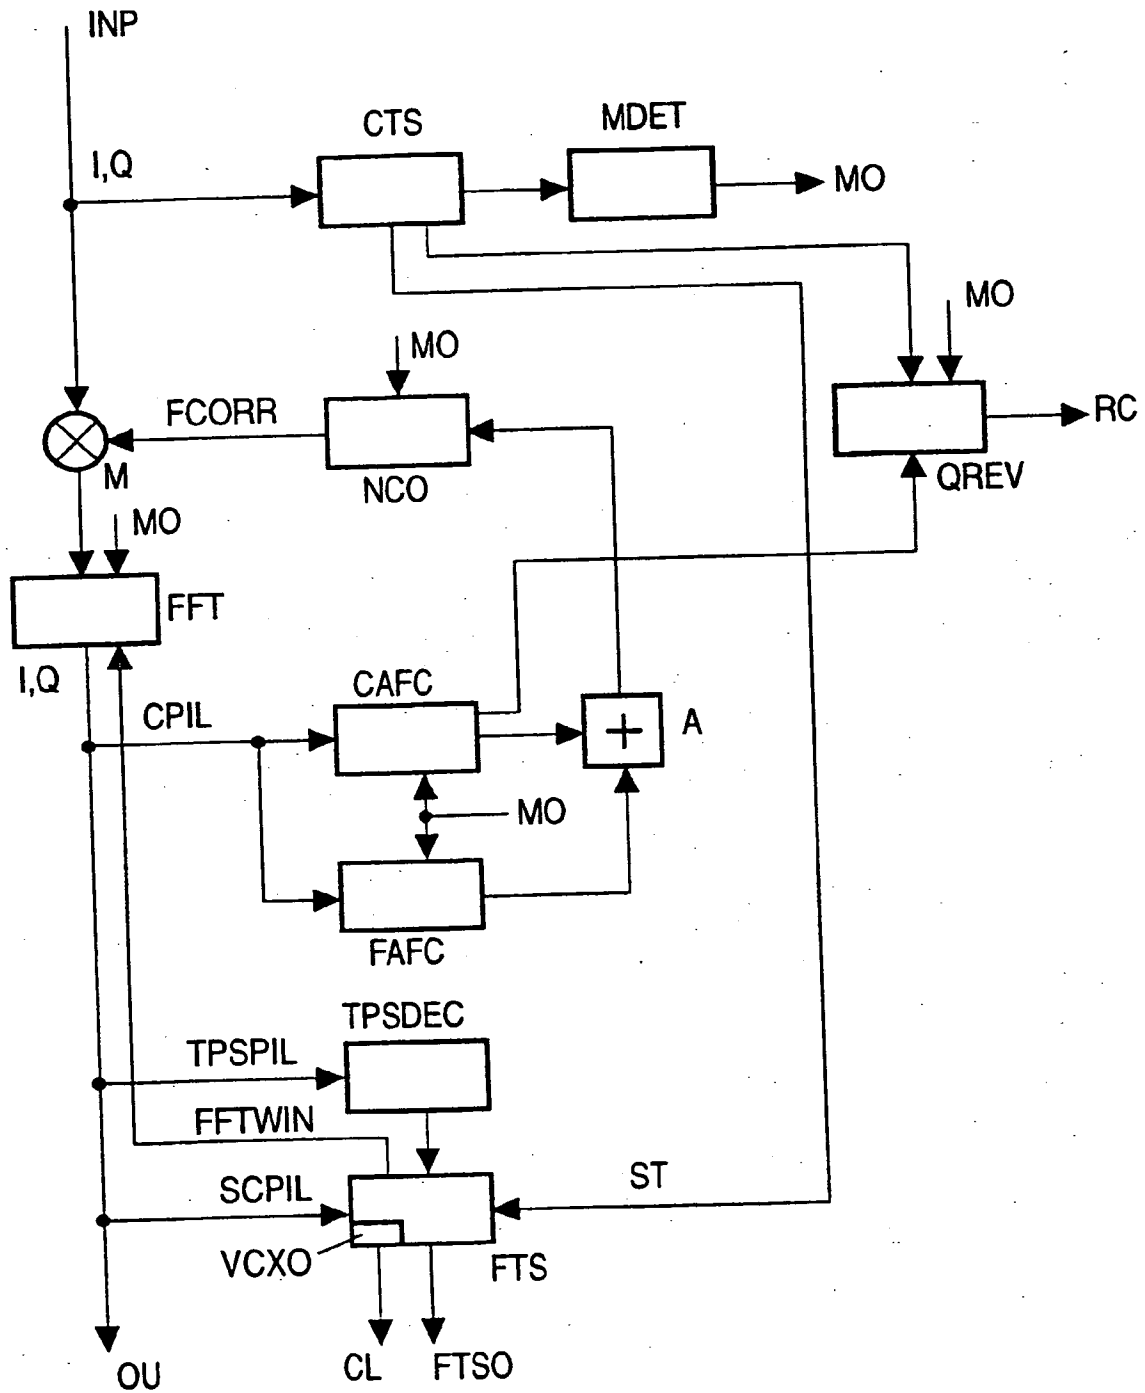 INP
CTS
MDET
I,Q
MO
MO
MO
FCORR
RC
M
NCO
QREV
MO
FFT
I,Q
CAFC
CPIL
+
A
MO
FAFC
TPSDEC
TPSPIL
FFTWIN
ST
SCPIL
VCXO
FTS
OU
CL
FTSO